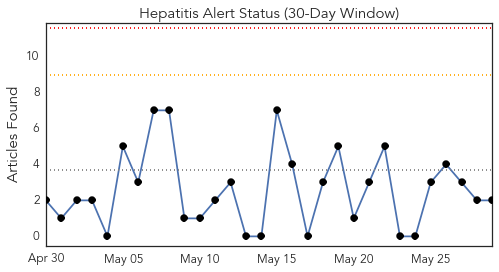 Hepatitis Alert Status (30-Day Window)
Articles Found
10
8
6
4
2
0
Apr 30
May 05
May 10
May 15
May 20
May 25